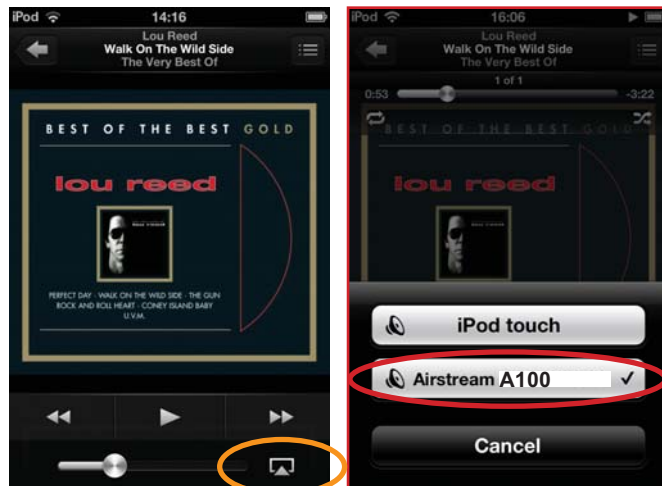 iPod
14:16
Lou Reed
Walk On The Wild Side
The Very Best Of
BEST OF THE BEST GOLD
lou reed
PERFECT DAY · WALK ON THE WILD SIDE · THE GUN
ROCK AND ROLL HEART · CONEY ISLAND BABY
U.V.M.
iPod
16:06
Lou Reed
Walk On The Wild Side
The Very Best Of
1 of 1
0:53
-3:22
BEST OF THE BEST GOLD
lou reed
iPod touch
Airstream A100
Cancel